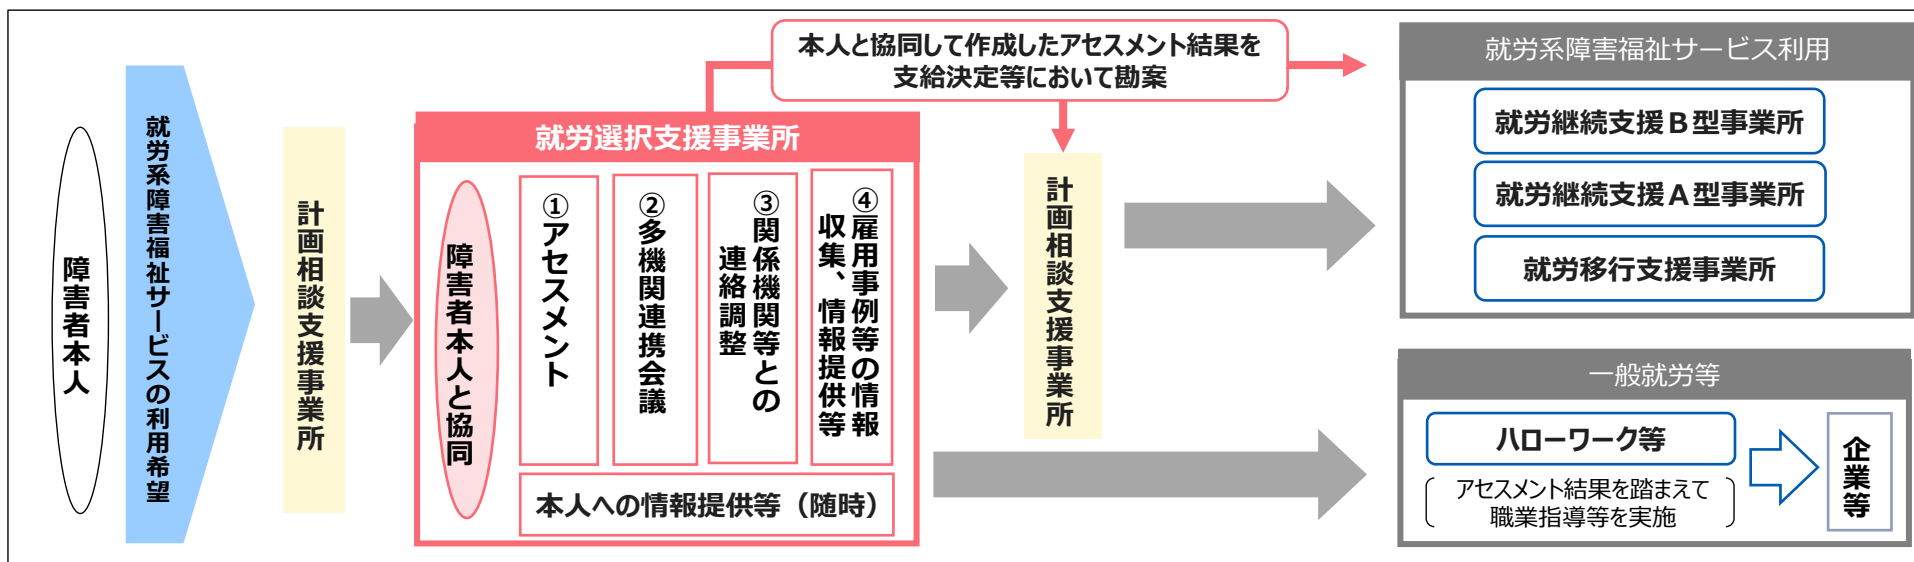 障害者本人
就労系障害福祉サービスの利用希望
計画相談支援事業所
就労選択支援事業所
障害者本人と協同
①アセスメント
②多機関連携会議
③関係機関等との
連絡調整
④雇用事例等の情報
収集、情報提供等
本人への情報提供等（随時）
本人と協同して作成したアセスメント結果を
支給決定等において勘案
計画相談支援事業所
就労系障害福祉サービス利用
就労継続支援Ｂ型事業所
就労継続支援Ａ型事業所
就労移行支援事業所
一般就労等
ハローワーク等
アセスメント結果を踏まえて
職業指導等を実施
企業等